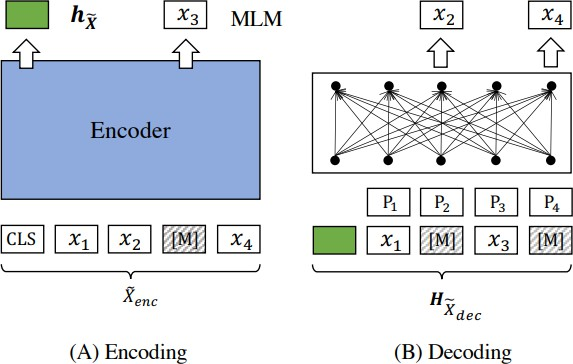 h_X̃ x₃ MLM
Encoder
CLS x₁ x₂ [M] x₄
X̃_enc
(A) Encoding
x₂ x₄
P₁ P₂ P₃ P₄
x₁ [M] x₃ [M]
H_X̃_dec
(B) Decoding